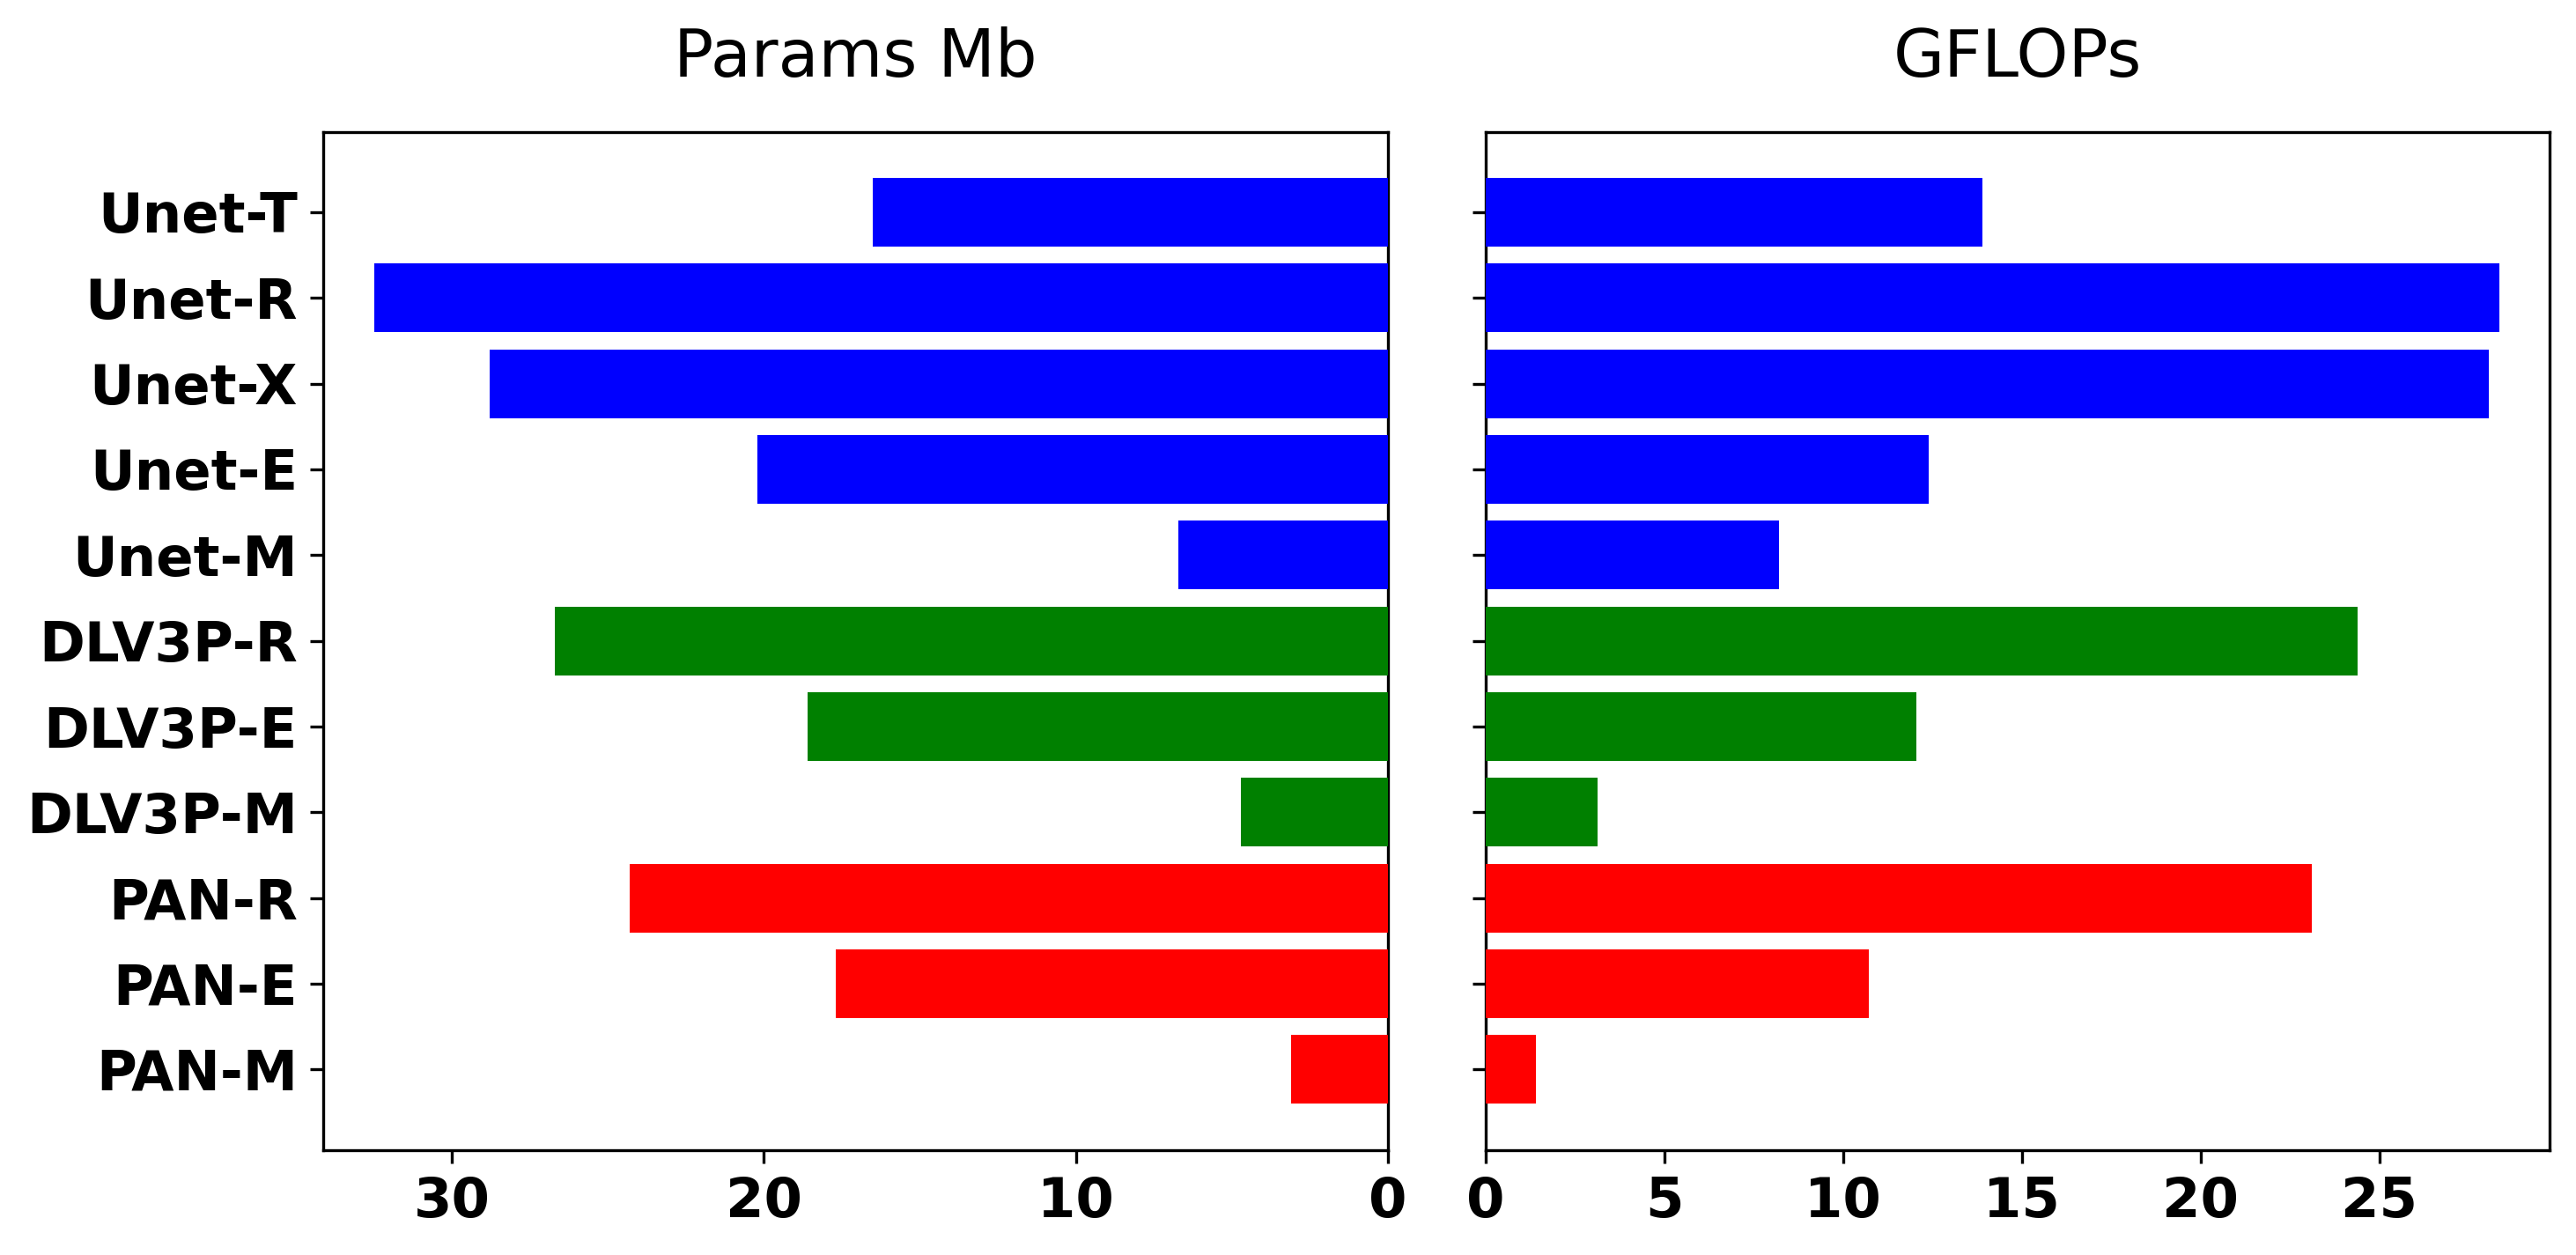 Params Mb
GFLOPs
Unet-T
Unet-R
Unet-X
Unet-E
Unet-M
DLV3P-R
DLV3P-E
DLV3P-M
PAN-R
PAN-E
PAN-M
30 20 10 0
0 5 10 15 20 25